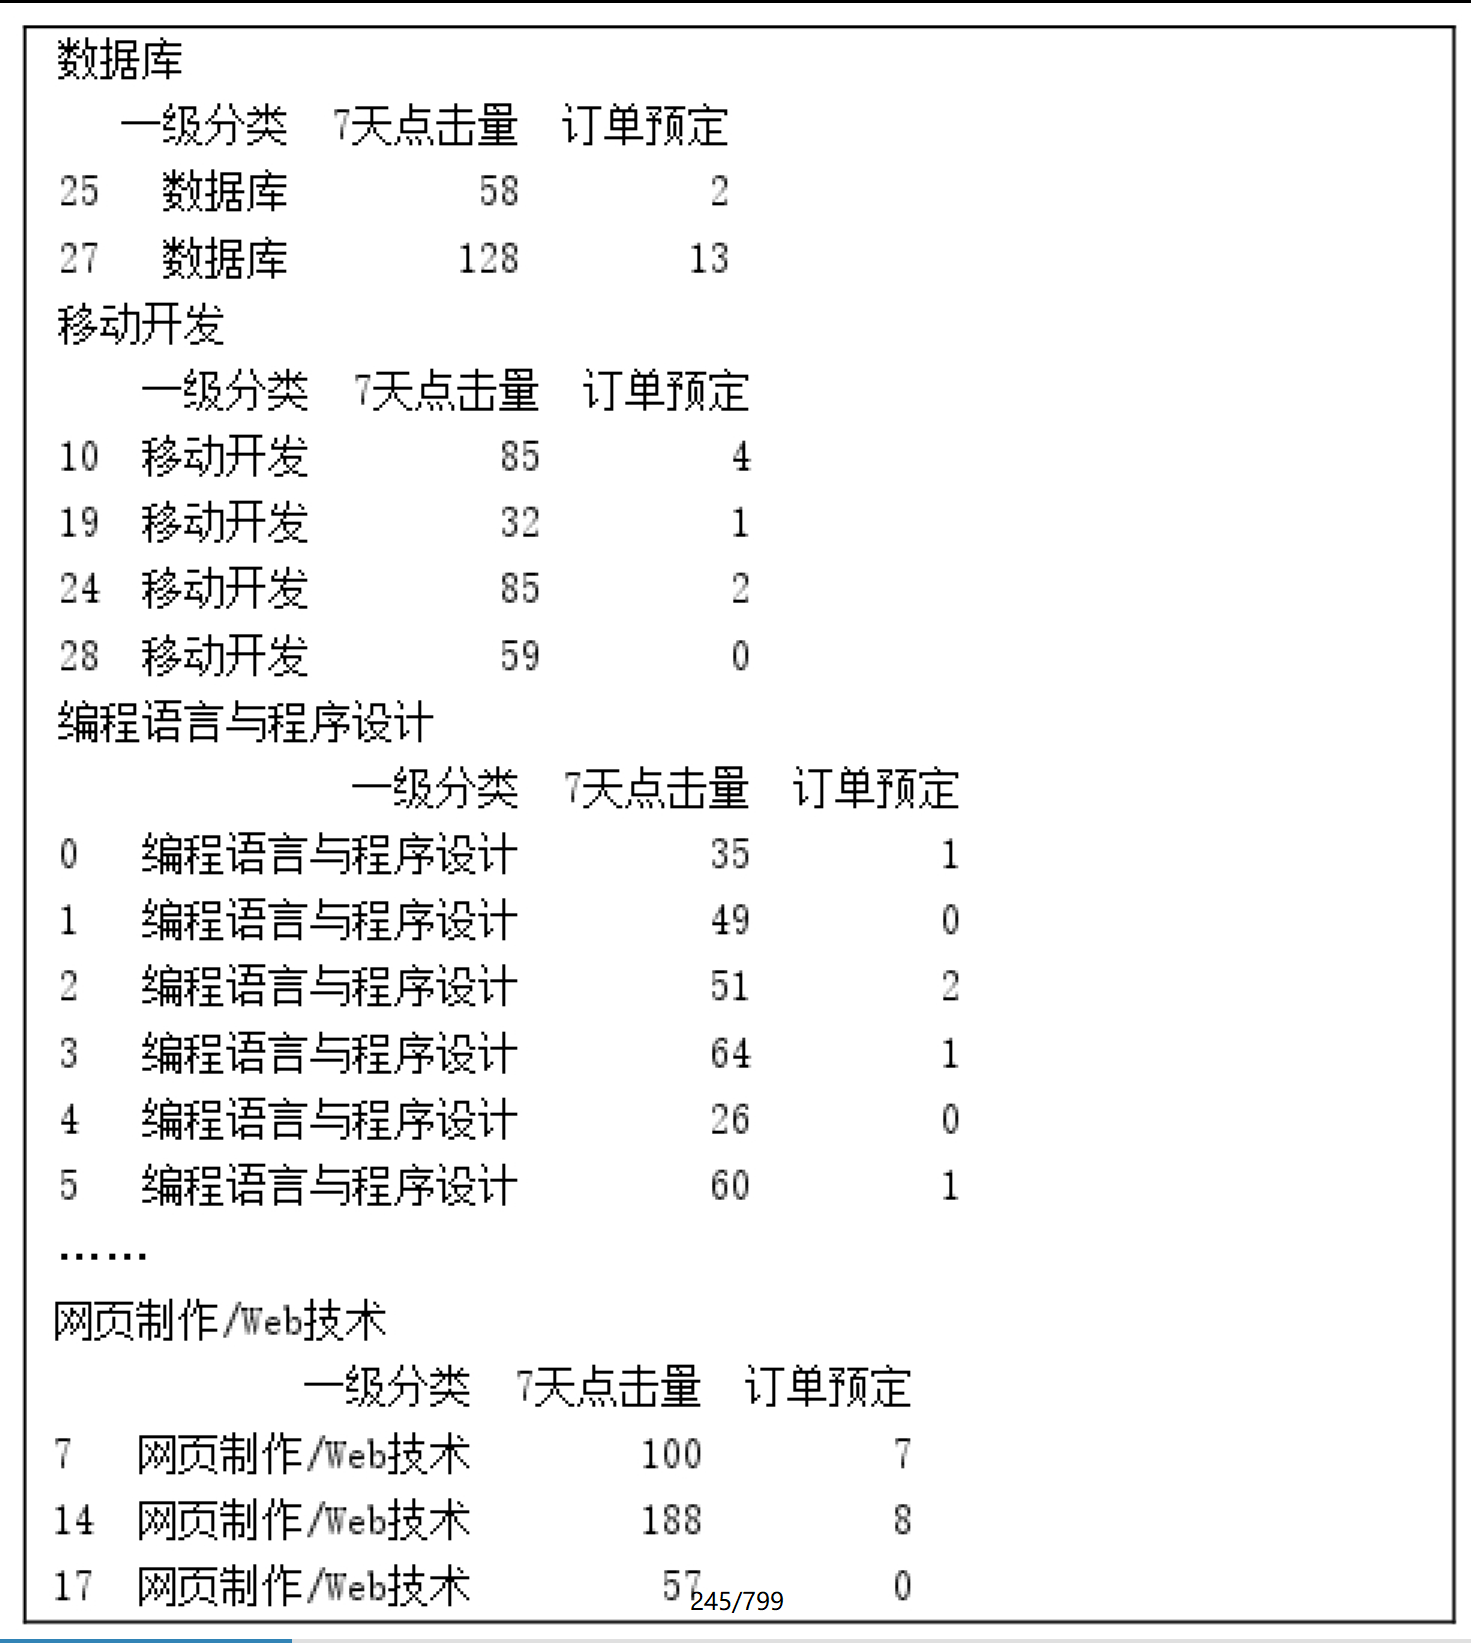 数据库
一级分类 7天点击量 订单预定
25 数据库 58 2
27 数据库 128 13
移动开发
一级分类 7天点击量 订单预定
10 移动开发 85 4
19 移动开发 32 1
24 移动开发 85 2
28 移动开发 59 0
编程语言与程序设计
一级分类 7天点击量 订单预定
0 编程语言与程序设计 35 1
1 编程语言与程序设计 49 0
2 编程语言与程序设计 51 2
3 编程语言与程序设计 64 1
4 编程语言与程序设计 26 0
5 编程语言与程序设计 60 1
……
网页制作/Web技术
一级分类 7天点击量 订单预定
7 网页制作/Web技术 100 7
14 网页制作/Web技术 188 8
17 网页制作/Web技术 57 0
245/799